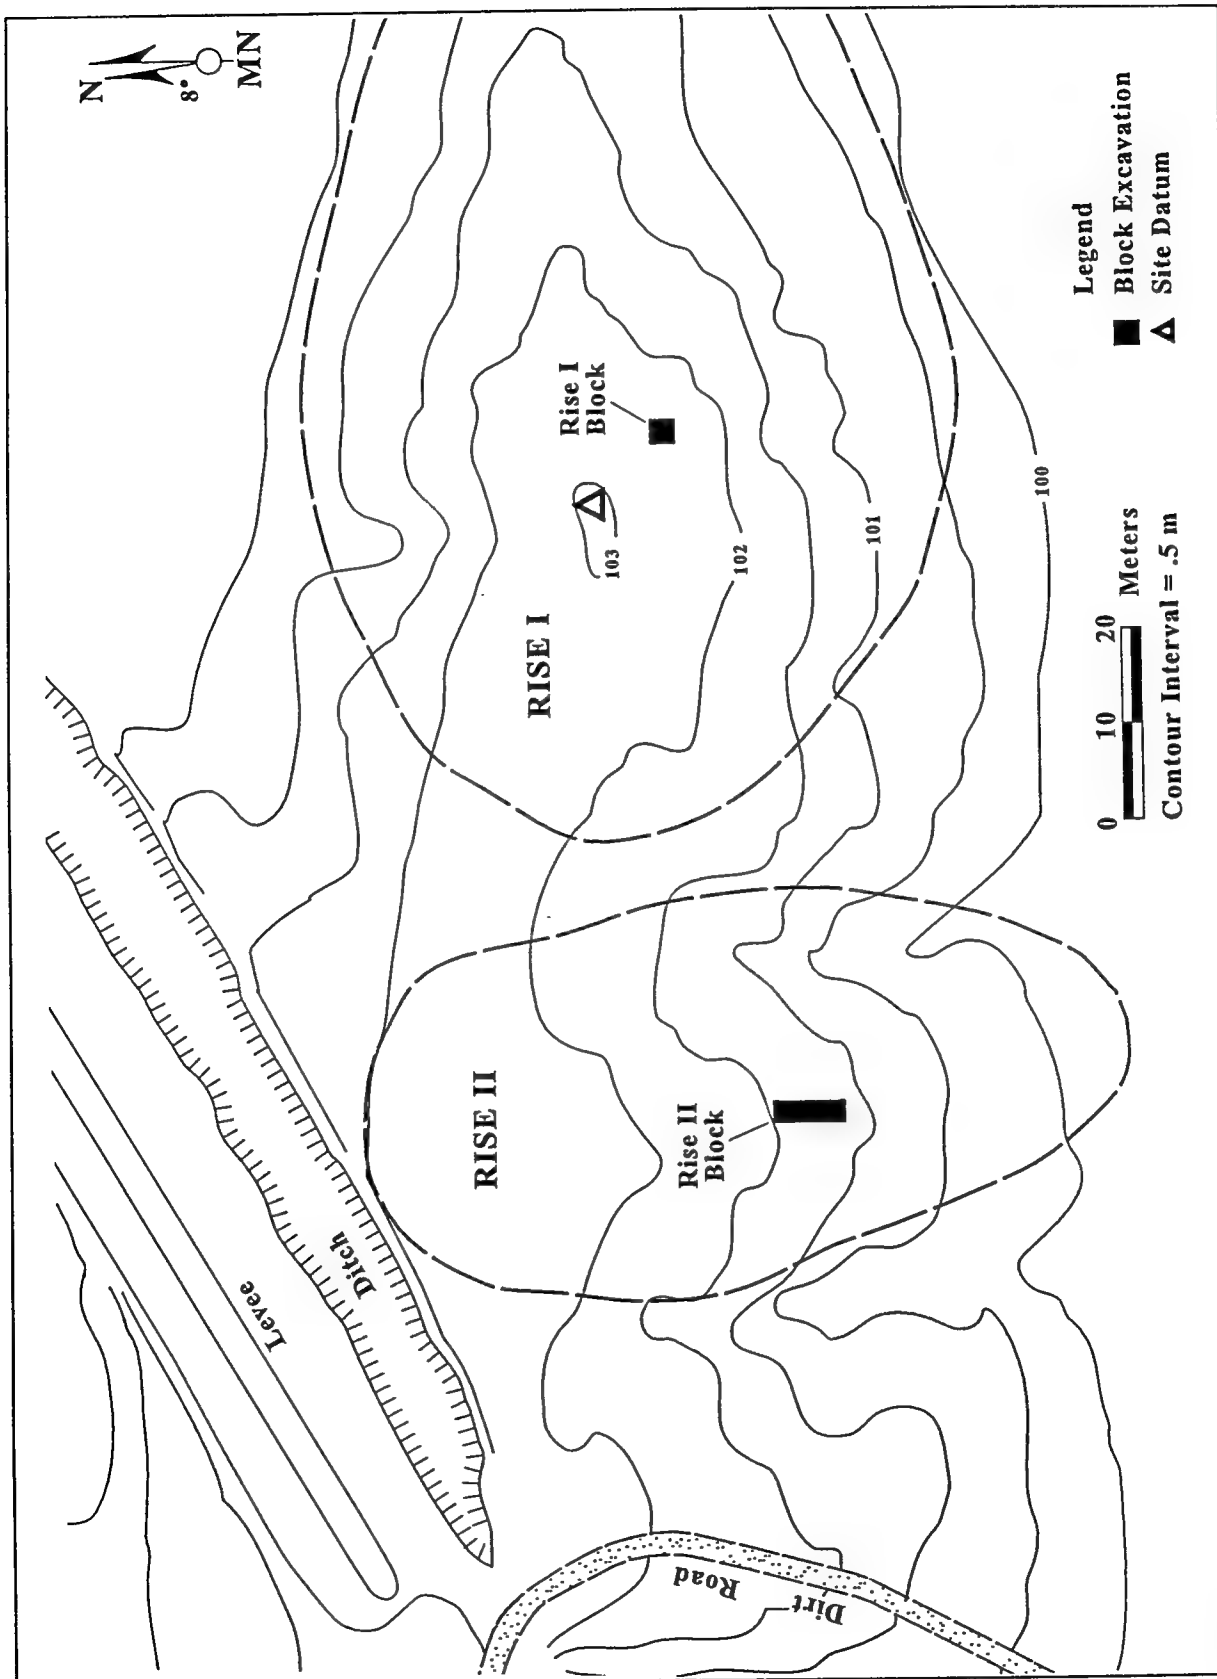 N
8°
MN
Levee
Ditch
RISE II
RISE I
Rise I
Block
103
102
101
100
Rise II
Block
Dirt
Road
Legend
Block Excavation
Site Datum
0 10 20 Meters
Contour Interval = .5 m